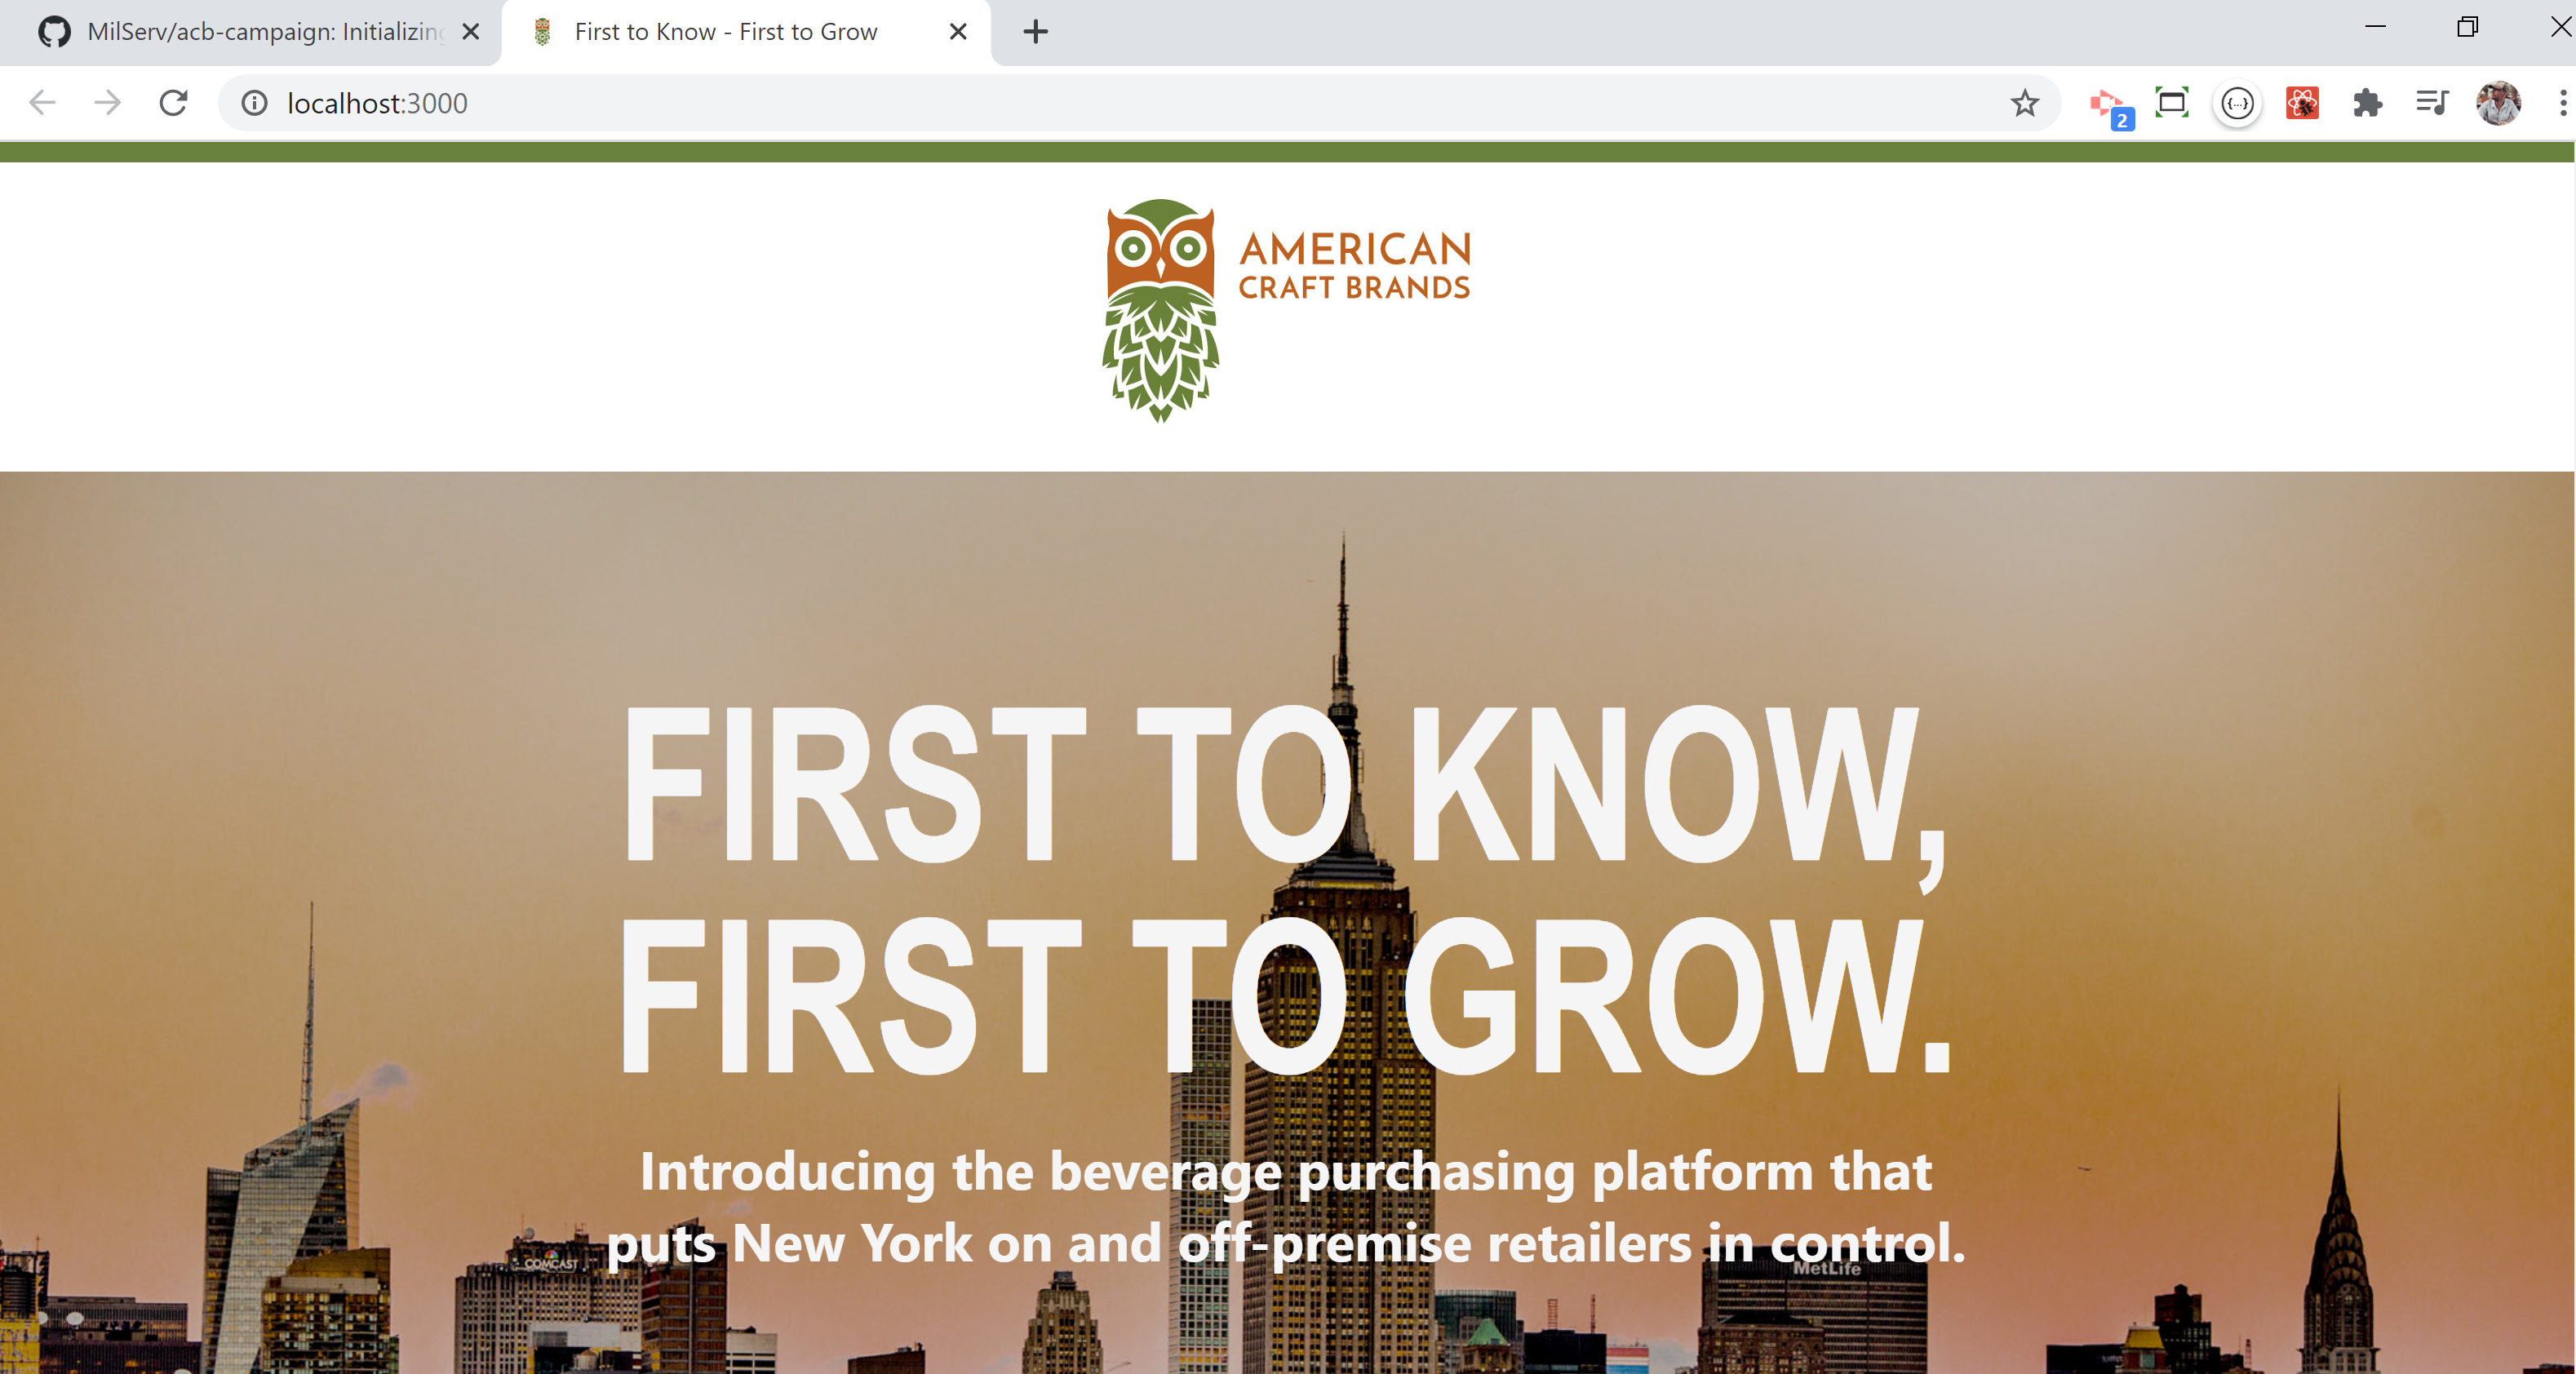 MilServ/acb-campaign: Initializing
First to Know - First to Grow
localhost:3000
2
AMERICAN
CRAFT BRANDS
FIRST TO KNOW,
FIRST TO GROW.
Introducing the beverage purchasing platform that
puts New York on and off-premise retailers in control.
COMCAST
MetLife